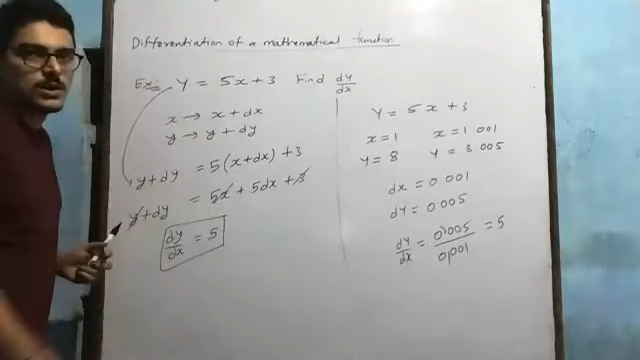 Differentiation of a mathematical function
Ex:- y = 5x+3 Find dy/dx
x → x + dx
y → y + dy
y+dy = 5(x+dx) +3
y+dy = 5x + 5dx +3
dy/dx = 5
y = 5x +3
x=1 x=1 001
y=8 y= 8 005
dx = 0 001
dy = 0 005
dy/dx = 0.005/0.001 = 5